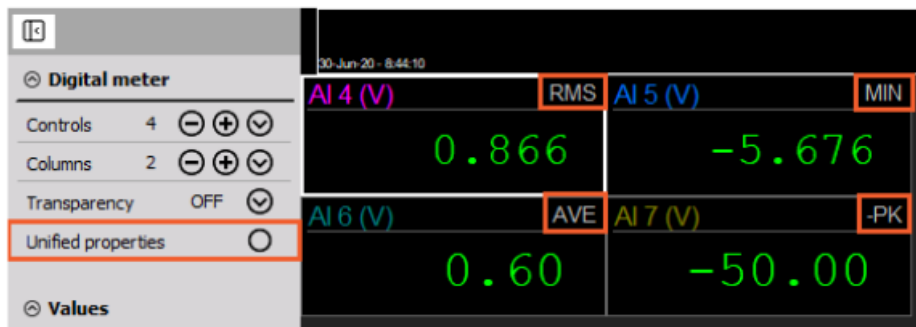 Digital meter
Controls 4
Columns 2
Transparency OFF
Unified properties
Values
30-Jun-20 - 8:44:10
AI 4 (V) RMS
0.866
AI 5 (V) MIN
-5.676
AI 6 (V) AVE
0.60
AI 7 (V) -PK
-50.00